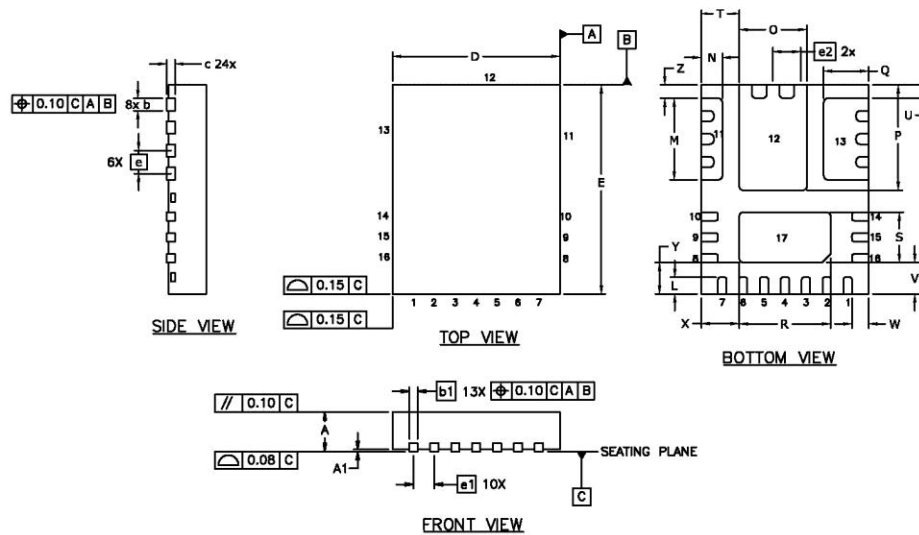 c 24x
⌖ 0.10 C A B
8x b
6X e
SIDE VIEW
D
A
B
12
13
11
E
14
15
16
10
9
8
⌓ 0.15 C
⌓ 0.15 C
1 2 3 4 5 6 7
TOP VIEW
T
O
e2 2x
N
Z
Q
U
M
P
11
12
13
10
9
8
14
15
16
17
S
Y
L
V
7 6 5 4 3 2 1
X
R
W
BOTTOM VIEW
// 0.10 C
b1 13X ⌖ 0.10 C A B
A
⌓ 0.08 C
A1
SEATING PLANE
e1 10X
C
FRONT VIEW